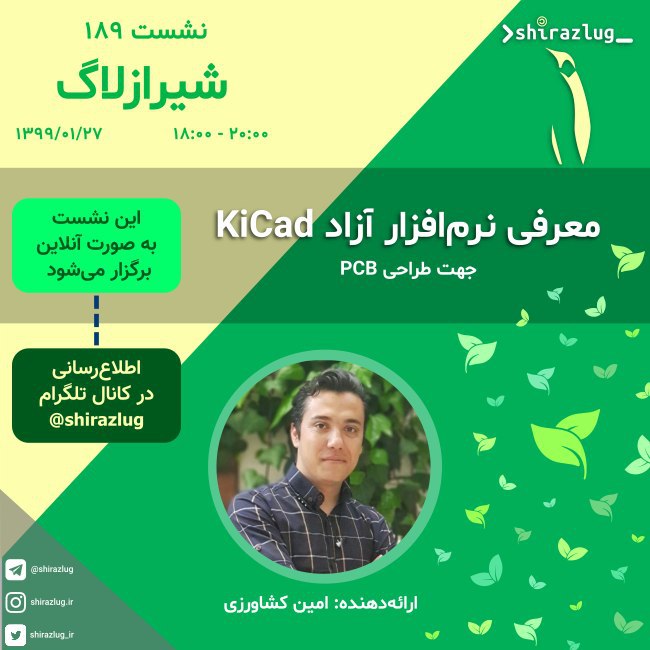 نشست ۱۸۹
شیرازلاگ
۱۳۹۹/۰۱/۲۷
۱۸:۰۰ - ۲۰:۰۰
shirazlug_
معرفی نرم‌افزار آزاد KiCad
جهت طراحی PCB
این نشست
به صورت آنلاین
برگزار می‌شود
اطلاع‌رسانی
در کانال تلگرام
@shirazlug
ارائه‌دهنده: امین کشاورزی
@shirazlug
shirazlug.ir
shirazlug_ir